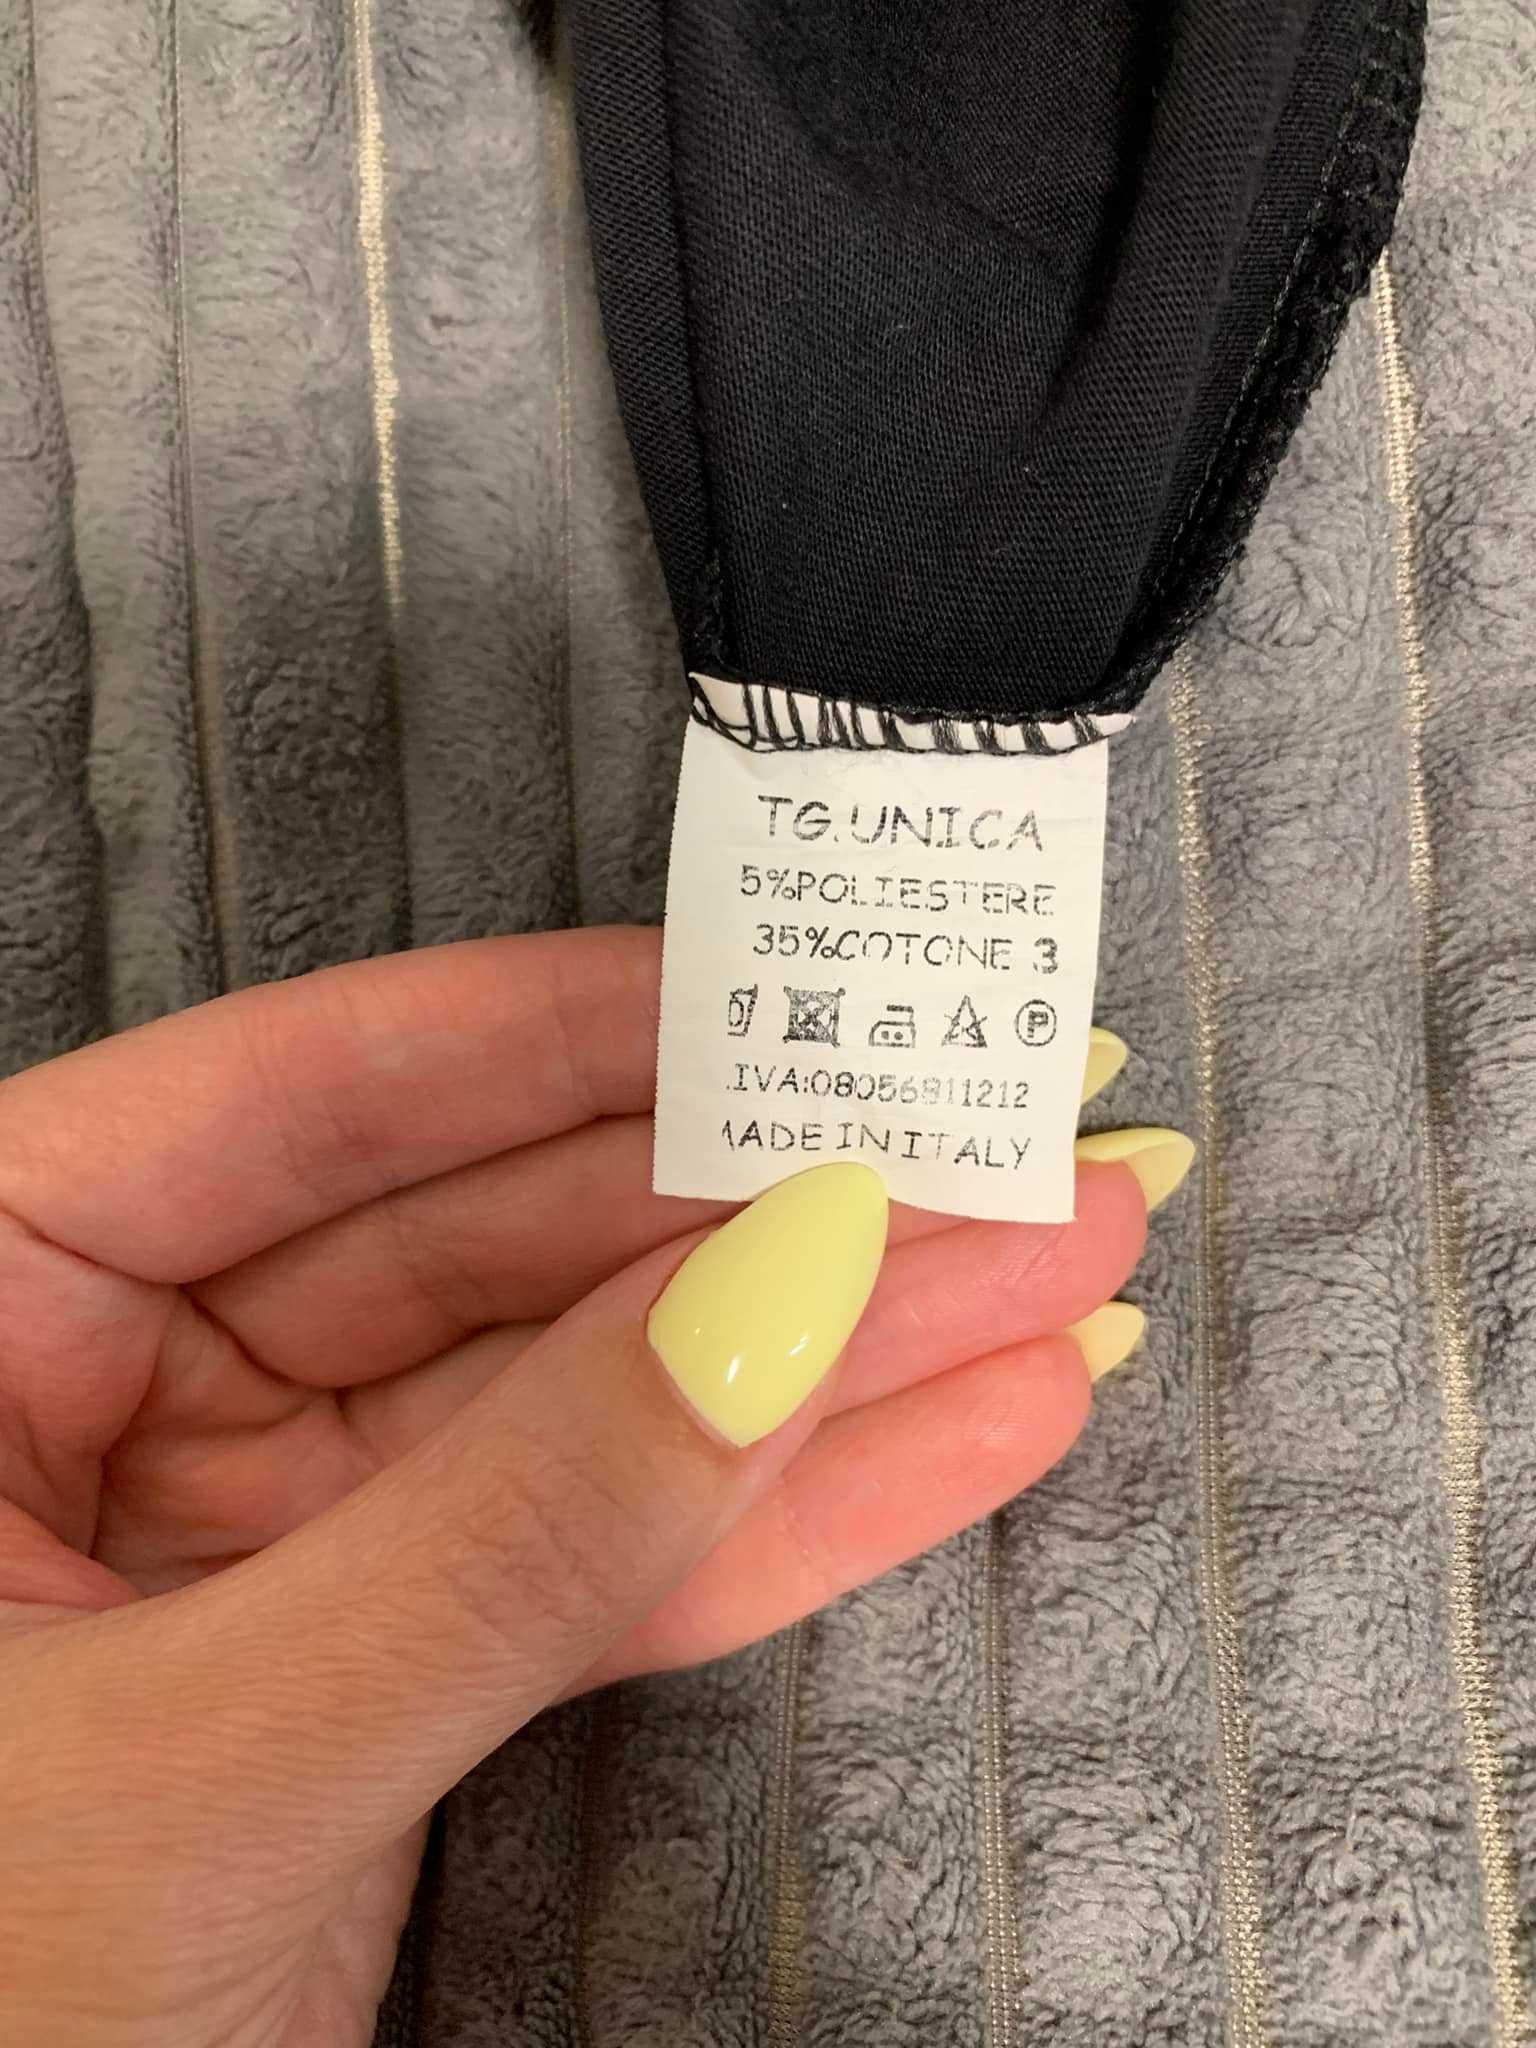 TG.UNICA
5%POLIESTERE
35%COTONE 3
P
.IVA:08056811212
MADE IN ITALY